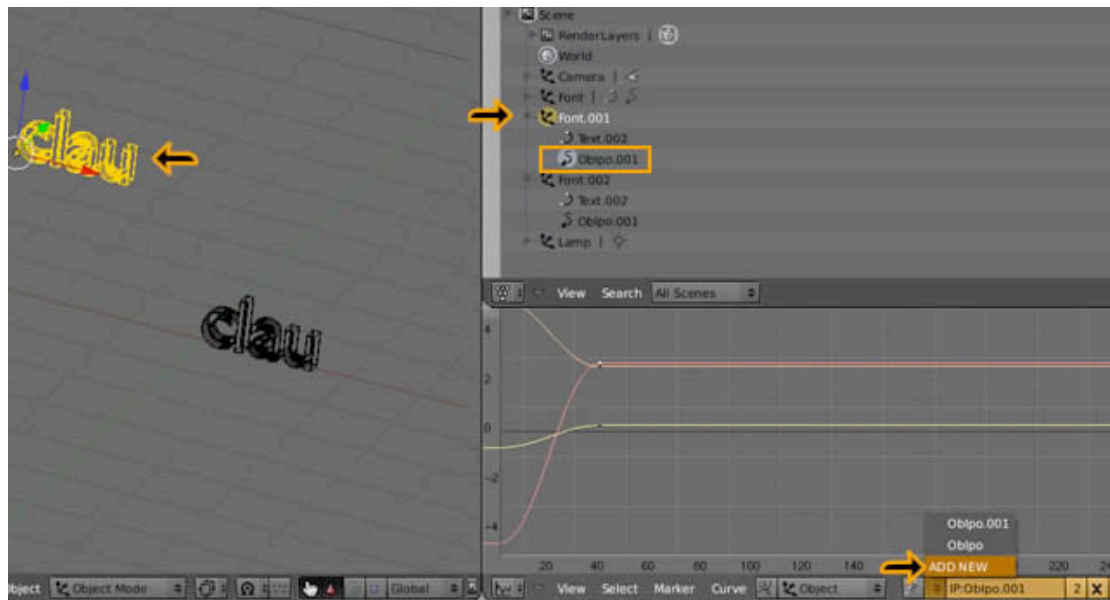 clau
clau
Object
Object Mode
Global
Scene
RenderLayers
World
Camera
Font
Font.001
Text.002
ObIpo.001
Font.002
Text.002
ObIpo.001
Lamp
View Search All Scenes
4
2
0
-2
-4
20 40 60 80 100 120 140 220
ObIpo.001
ObIpo
ADD NEW
View Select Marker Curve Object IP:ObIpo.001 2 X